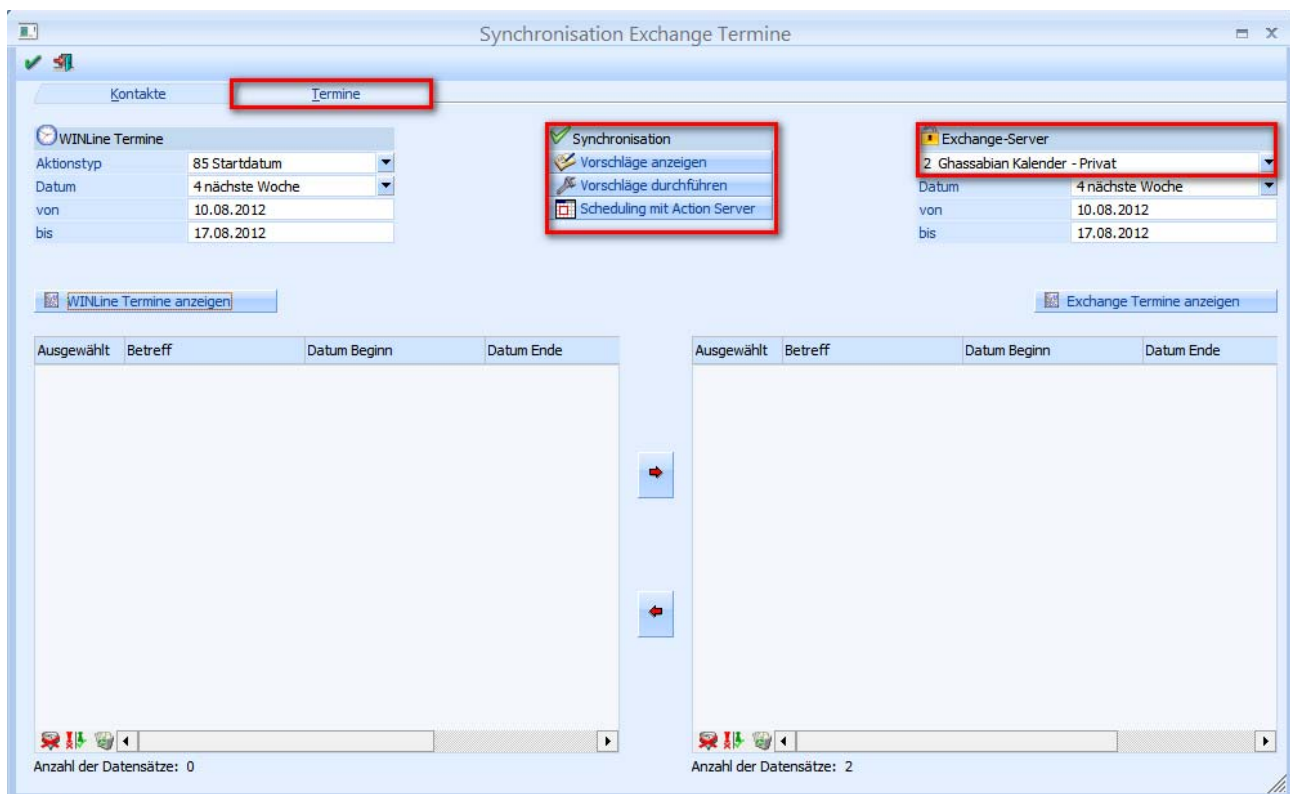 Synchronisation Exchange Termine
Kontakte Termine
WINLine Termine
Aktionstyp 85 Startdatum
Datum 4 nächste Woche
von 10.08.2012
bis 17.08.2012
Synchronisation
Vorschläge anzeigen
Vorschläge durchführen
Scheduling mit Action Server
Exchange-Server
2 Ghassabian Kalender - Privat
Datum 4 nächste Woche
von 10.08.2012
bis 17.08.2012
WINLine Termine anzeigen
Exchange Termine anzeigen
Ausgewählt Betreff Datum Beginn Datum Ende
Ausgewählt Betreff Datum Beginn Datum Ende
Anzahl der Datensätze: 0
Anzahl der Datensätze: 2